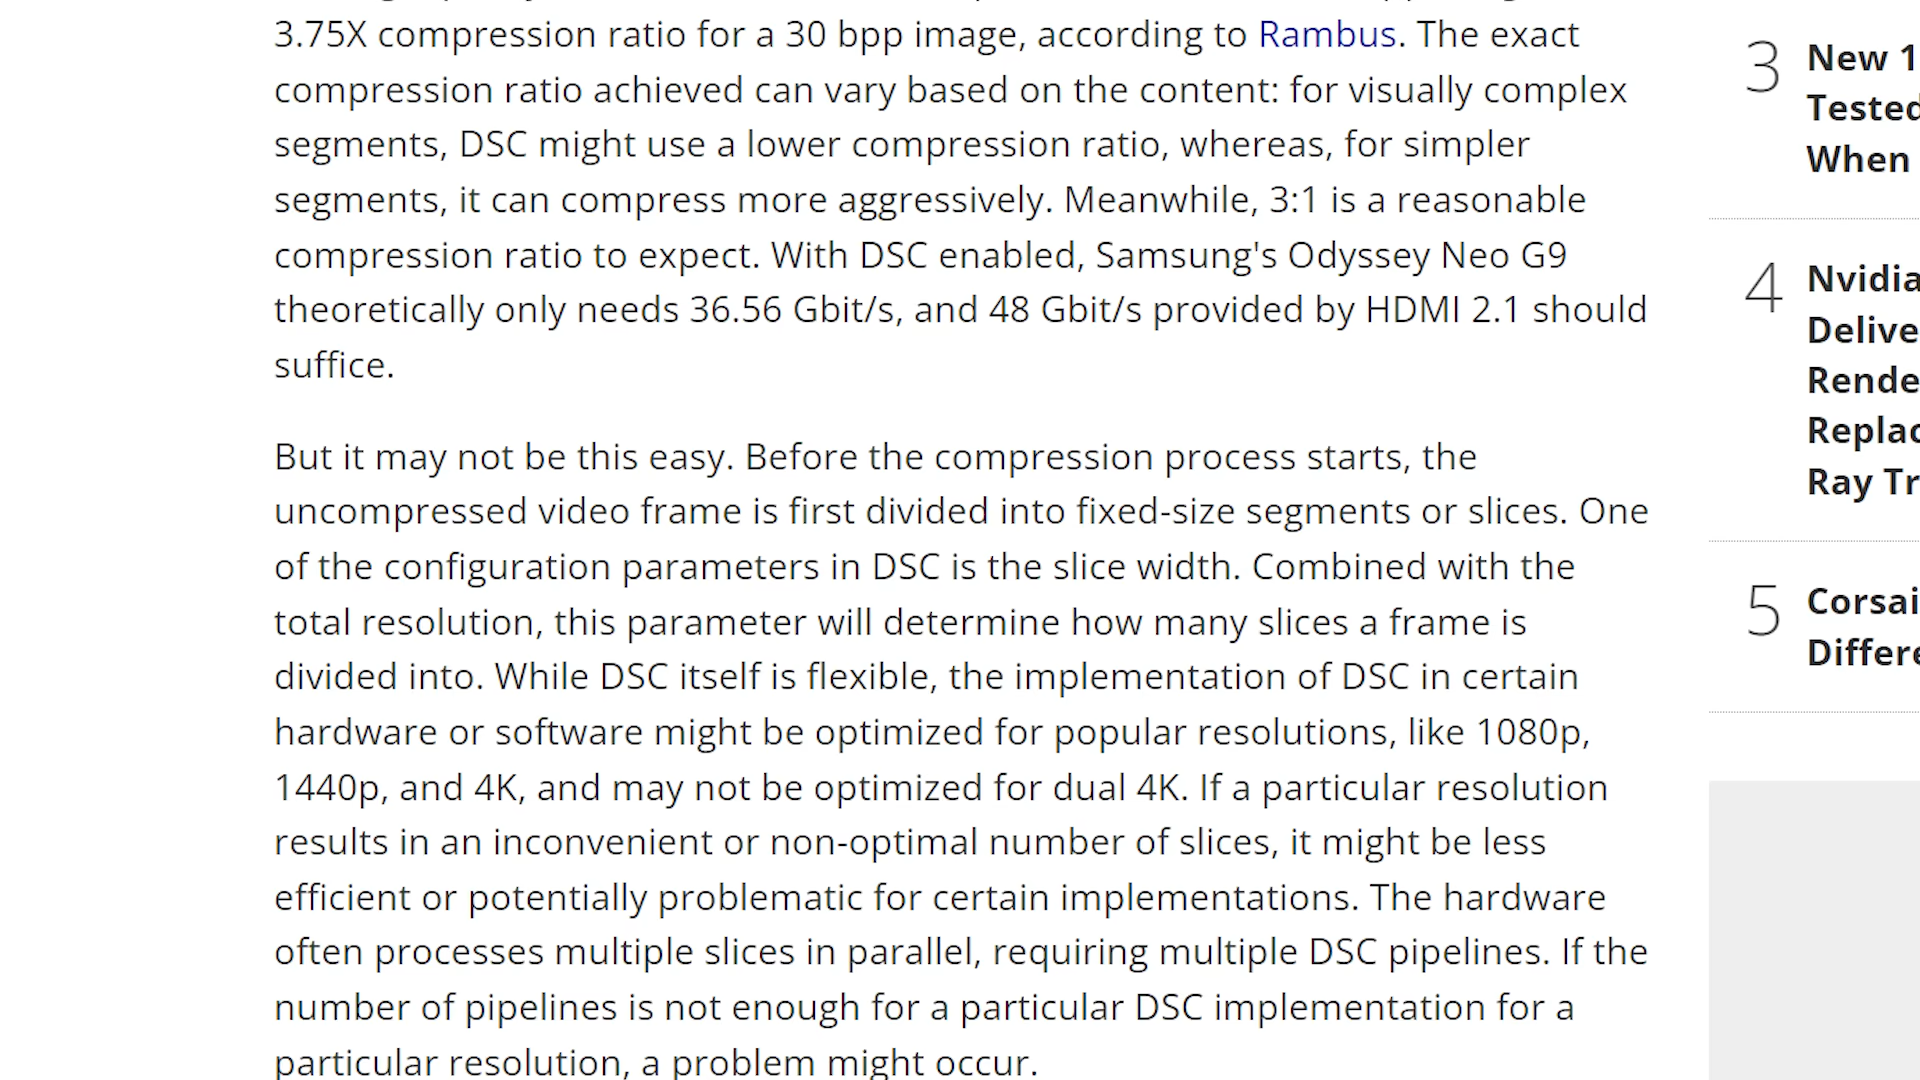 3.75X compression ratio for a 30 bpp image, according to Rambus. The exact
compression ratio achieved can vary based on the content: for visually complex
segments, DSC might use a lower compression ratio, whereas, for simpler
segments, it can compress more aggressively. Meanwhile, 3:1 is a reasonable
compression ratio to expect. With DSC enabled, Samsung's Odyssey Neo G9
theoretically only needs 36.56 Gbit/s, and 48 Gbit/s provided by HDMI 2.1 should
suffice.
But it may not be this easy. Before the compression process starts, the
uncompressed video frame is first divided into fixed-size segments or slices. One
of the configuration parameters in DSC is the slice width. Combined with the
total resolution, this parameter will determine how many slices a frame is
divided into. While DSC itself is flexible, the implementation of DSC in certain
hardware or software might be optimized for popular resolutions, like 1080p,
1440p, and 4K, and may not be optimized for dual 4K. If a particular resolution
results in an inconvenient or non-optimal number of slices, it might be less
efficient or potentially problematic for certain implementations. The hardware
often processes multiple slices in parallel, requiring multiple DSC pipelines. If the
number of pipelines is not enough for a particular DSC implementation for a
particular resolution, a problem might occur.
3
New 1
Tested
When
4
Nvidia
Delive
Rende
Replac
Ray Tr
5
Corsai
Differe